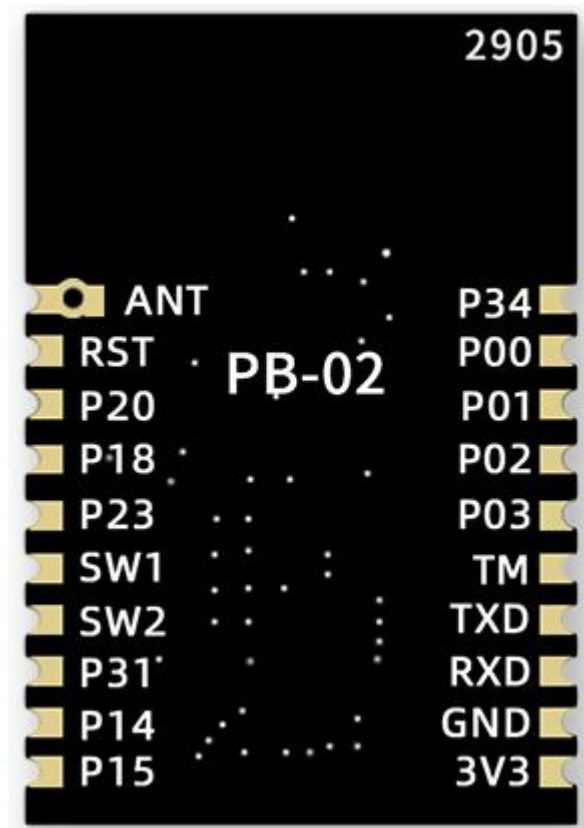 2905
ANT
RST
P20
P18
P23
SW1
SW2
P31
P14
P15
PB-02
P34
P00
P01
P02
P03
TM
TXD
RXD
GND
3V3